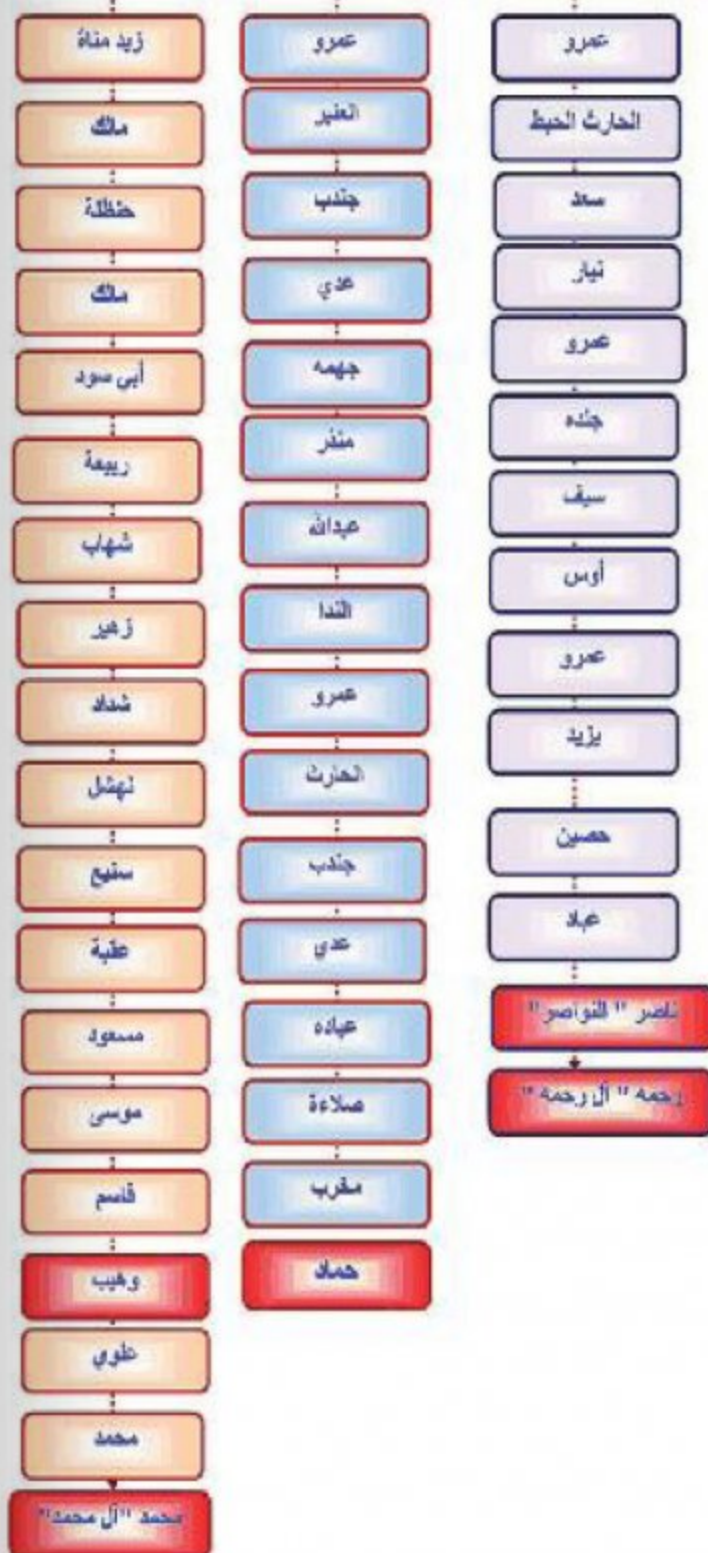 عمرو
الحارث الحبط
سعد
نيار
عمرو
جنده
سيف
أوس
عمرو
يزيد
حصين
عباد
ناصر " النواصر"
رحمه " آل رحمه "
عمرو
العنبر
جندب
عدي
جهمه
منذر
عبدالله
الندا
عمرو
الحارث
جندب
عدي
عباده
صلاءة
مقرب
حماد
زيد مناة
مالك
حنظلة
مالك
أبي سود
ربيعة
شهاب
زهير
شداد
نهشل
سنيع
عقبة
مسعود
موسى
قاسم
وهيب
علوي
محمد
محمد "آل محمد"